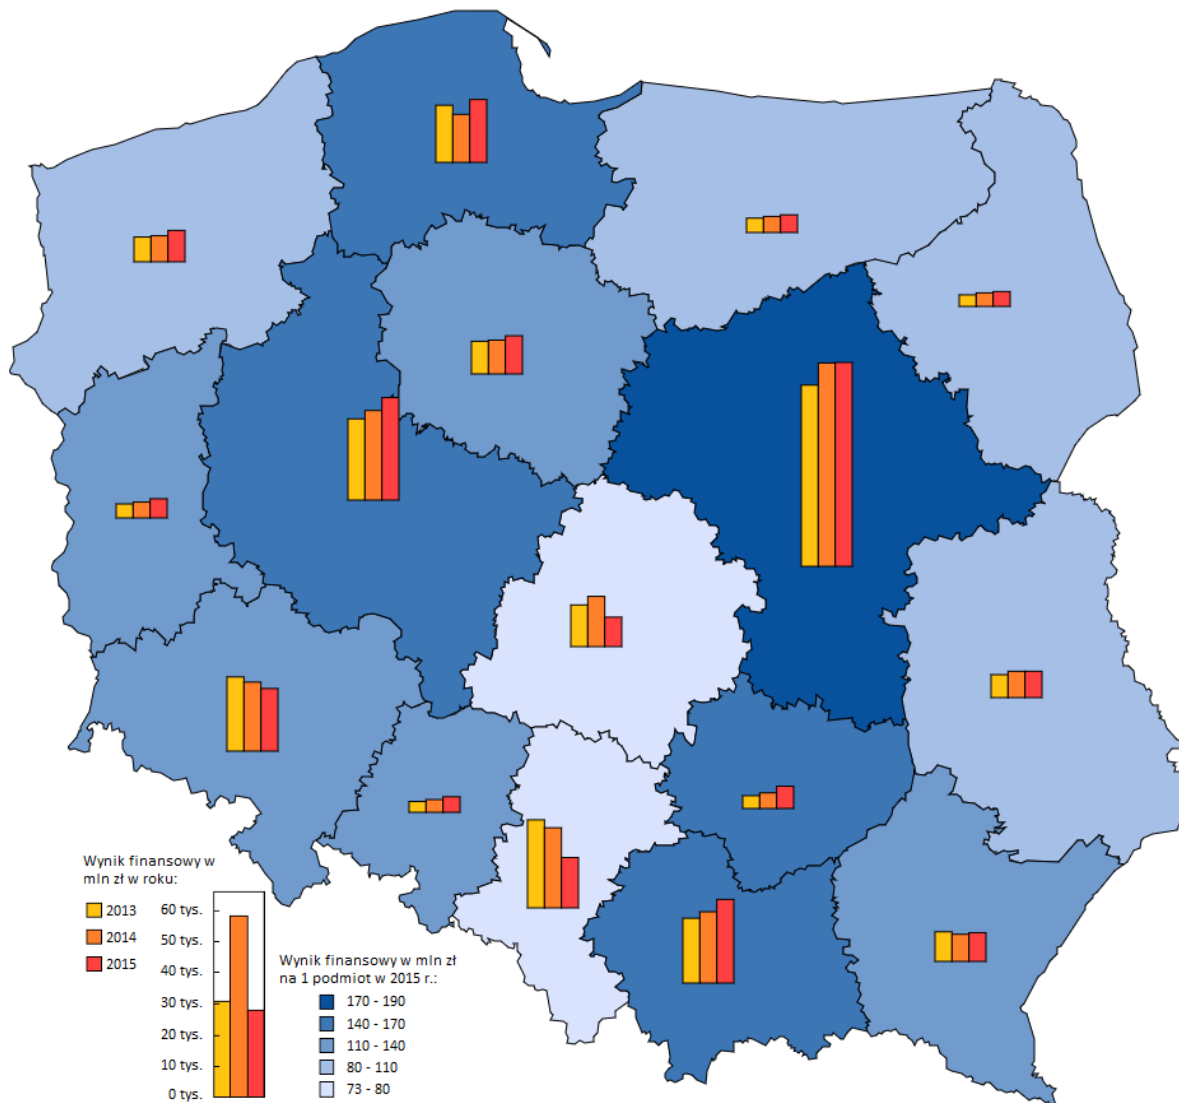 Wynik finansowy w
mln zł w roku:
2013
2014
2015
60 tys.
50 tys.
40 tys.
30 tys.
20 tys.
10 tys.
0 tys.
Wynik finansowy w mln zł
na 1 podmiot w 2015 r.:
170 - 190
140 - 170
110 - 140
80 - 110
73 - 80